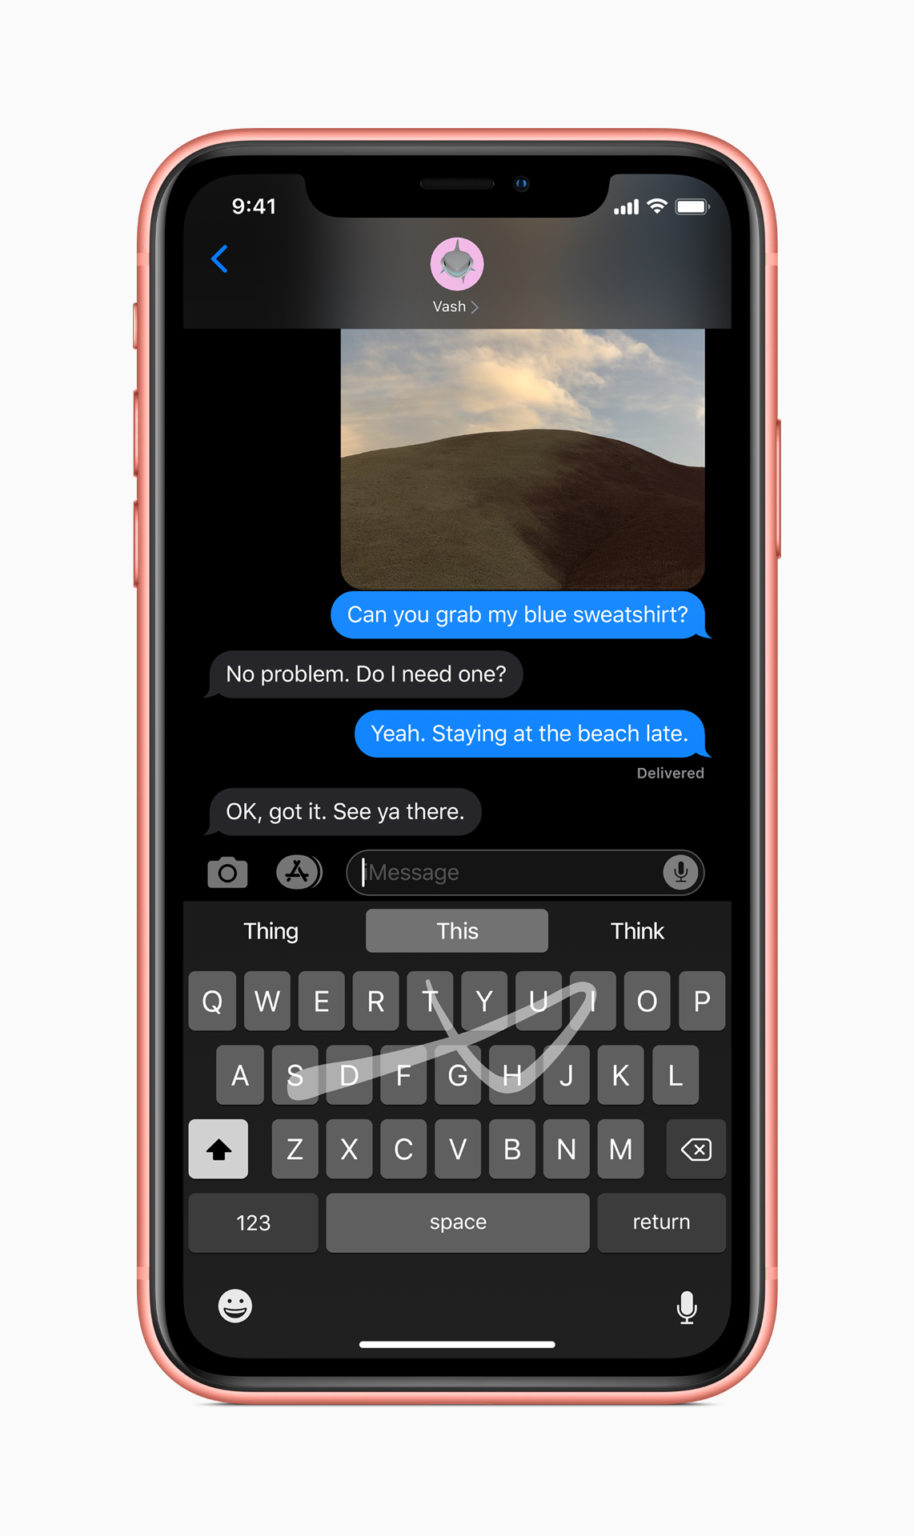 9:41
Vash
Can you grab my blue sweatshirt?
No problem. Do I need one?
Yeah. Staying at the beach late.
Delivered
OK, got it. See ya there.
iMessage
Thing This Think
Q W E R T Y U I O P
A S D F G H J K L
Z X C V B N M
123 space return